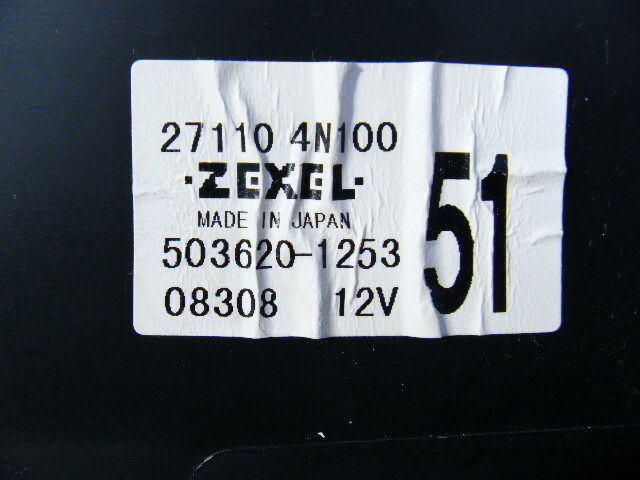 27110 4N100
·ZEXEL·
MADE IN JAPAN
503620-1253
08308 12V
51